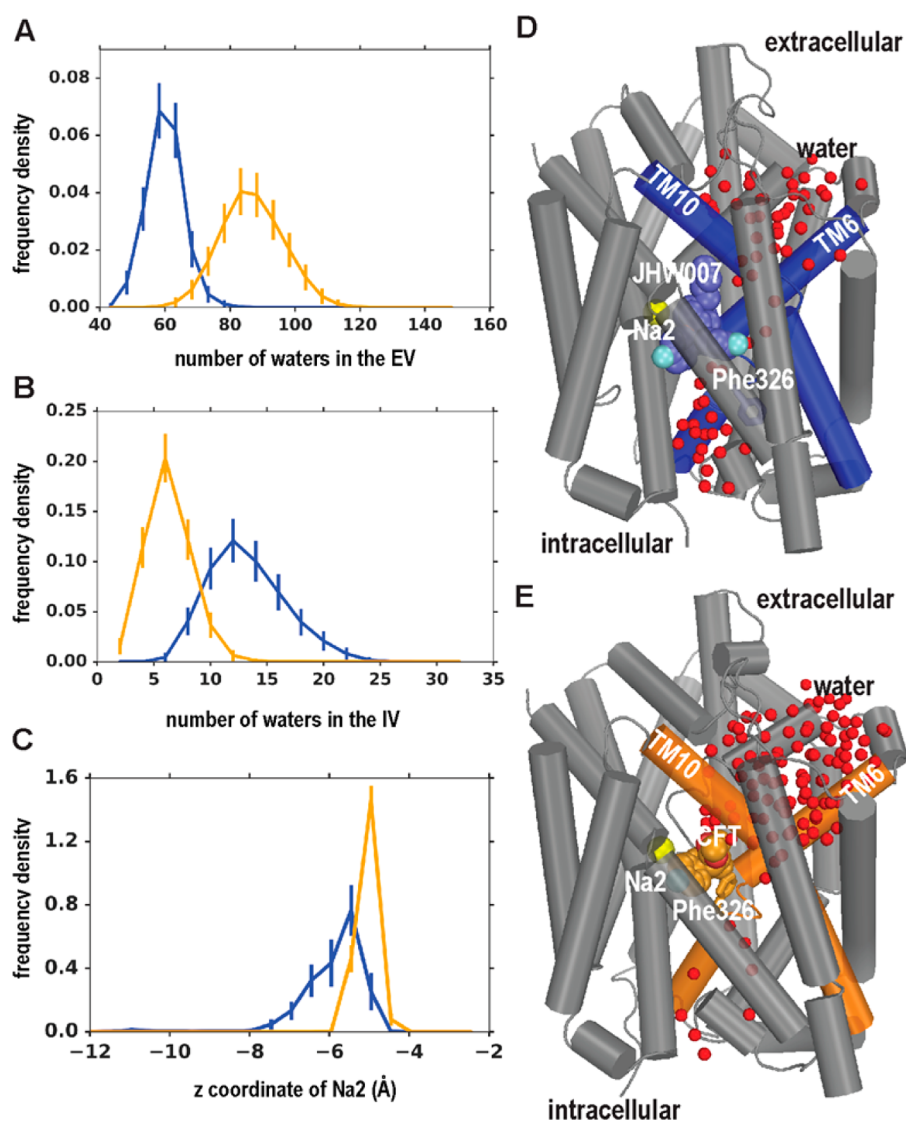 A
frequency density
0.08
0.06
0.04
0.02
0.00
40 60 80 100 120 140 160
number of waters in the EV
B
frequency density
0.25
0.20
0.15
0.10
0.05
0.00
0 5 10 15 20 25 30 35
number of waters in the IV
C
frequency density
1.6
1.2
0.8
0.4
0.0
−12 −10 −8 −6 −4 −2
z coordinate of Na2 (Å)
D
extracellular
water
TM10
TM6
JHW007
Na2
Phe326
intracellular
E
extracellular
water
TM10
TM6
CFT
Na2
Phe326
intracellular